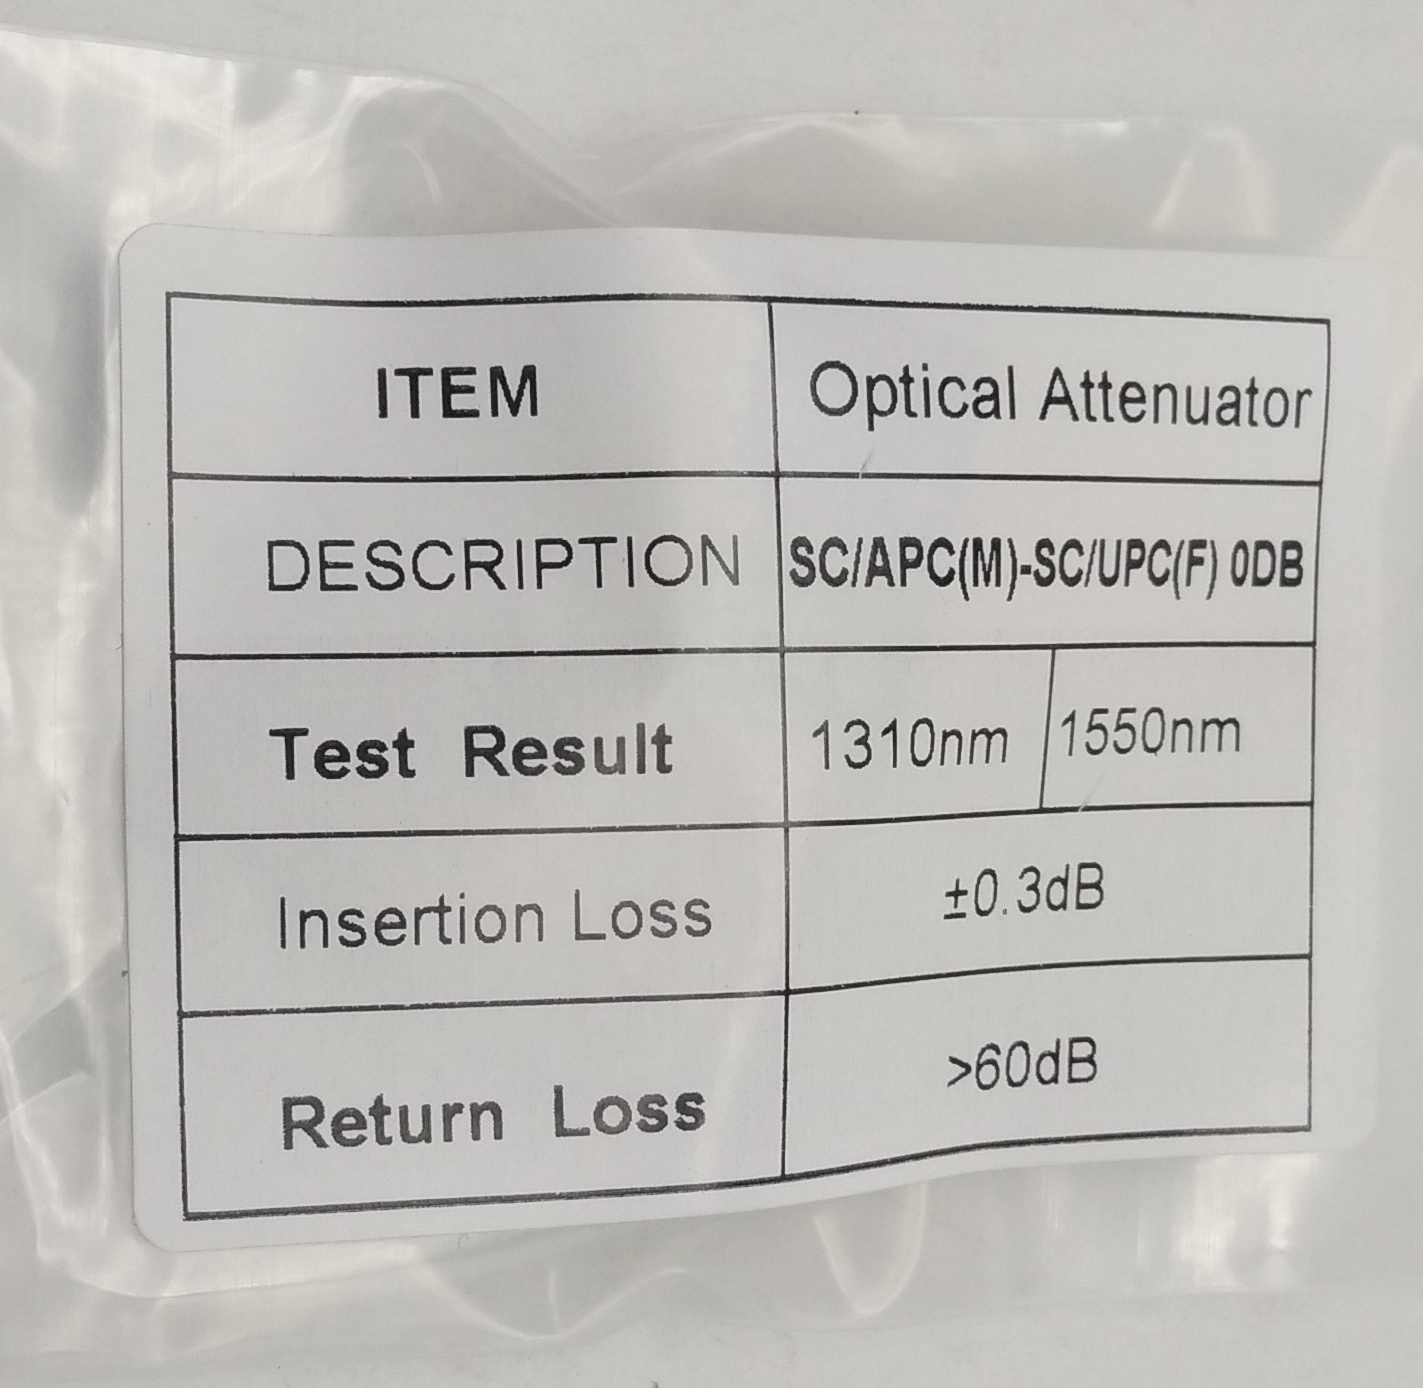 ITEM Optical Attenuator
DESCRIPTION SC/APC(M)-SC/UPC(F) 0DB
Test Result 1310nm 1550nm
Insertion Loss ±0.3dB
Return Loss >60dB